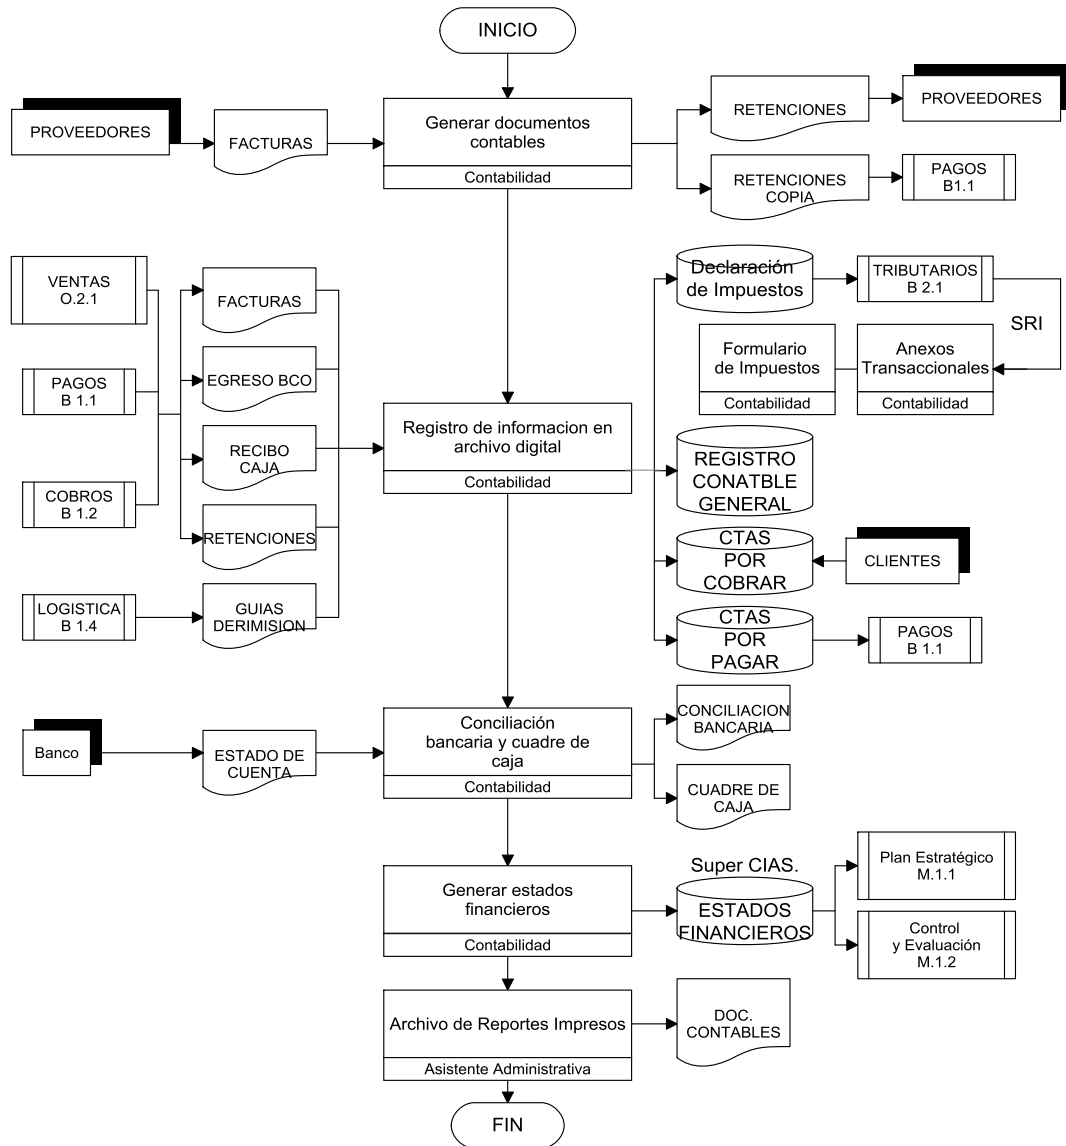 INICIO
PROVEEDORES
FACTURAS
Generar documentos
contables
Contabilidad
RETENCIONES
PROVEEDORES
RETENCIONES
COPIA
PAGOS
B1.1
VENTAS
O.2.1
PAGOS
B 1.1
COBROS
B 1.2
LOGISTICA
B 1.4
FACTURAS
EGRESO BCO
RECIBO
CAJA
RETENCIONES
GUIAS
DERIMISION
Registro de informacion en
archivo digital
Contabilidad
Declaración
de Impuestos
TRIBUTARIOS
B 2.1
SRI
Formulario
de Impuestos
Contabilidad
Anexos
Transaccionales
Contabilidad
REGISTRO
CONATBLE
GENERAL
CTAS
POR
COBRAR
CLIENTES
CTAS
POR
PAGAR
PAGOS
B 1.1
Banco
ESTADO DE
CUENTA
Conciliación
bancaria y cuadre de
caja
Contabilidad
CONCILIACION
BANCARIA
CUADRE DE
CAJA
Generar estados
financieros
Contabilidad
Super CIAS.
ESTADOS
FINANCIEROS
Plan Estratégico
M.1.1
Control
y Evaluación
M.1.2
Archivo de Reportes Impresos
Asistente Administrativa
DOC.
CONTABLES
FIN